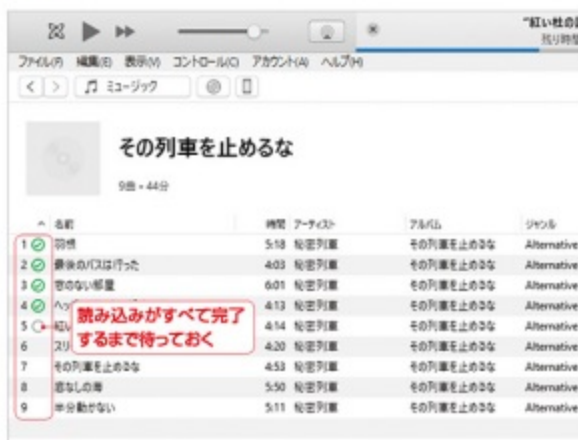 "紅い杜の
残り時間
ファイル(F) 編集(E) 表示(V) コントロール(C) アカウント(A) ヘルプ(H)
ミュージック
その列車を止めるな
9曲・44分
名前 時間 アーティスト アルバム ジャンル
1 羽根 5:18 秘密列車 その列車を止めるな Alternative
2 最後のバスは行った 4:03 秘密列車 その列車を止めるな Alternative
3 窓のない部屋 6:01 秘密列車 その列車を止めるな Alternative
4 ヘッ 4:13 秘密列車 その列車を止めるな Alternative
読み込みがすべて完了
するまで待っておく
5 紅い 4:14 秘密列車 その列車を止めるな Alternative
6 スリ 4:20 秘密列車 その列車を止めるな Alternative
7 その列車を止めるな 4:53 秘密列車 その列車を止めるな Alternative
8 底なしの海 5:50 秘密列車 その列車を止めるな Alternative
9 半分動かない 5:11 秘密列車 その列車を止めるな Alternative